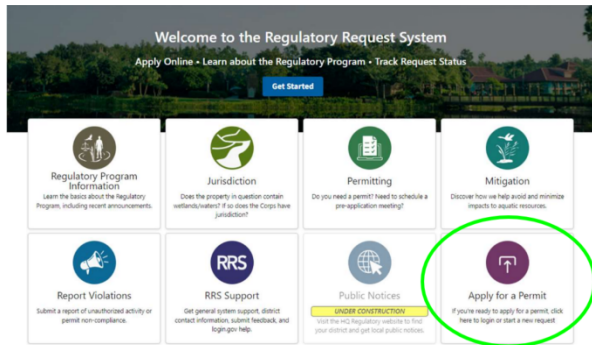 Welcome to the Regulatory Request System
Apply Online • Learn about the Regulatory Program • Track Request Status
Get Started
Regulatory Program
Information
Learn the basics about the Regulatory
Program, including recent announcements.
Jurisdiction
Does the property in question contain
wetlands/waters? If so does the Corps have
jurisdiction?
Permitting
Do you need a permit? Need to schedule a
pre-application meeting?
Mitigation
Discover how we help avoid and minimize
impacts to aquatic resources.
Report Violations
Submit a report of unauthorized activity or
permit non-compliance.
RRS
RRS Support
Get general system support, district
contact information, submit feedback, and
login.gov help.
Public Notices
UNDER CONSTRUCTION
Visit the HQ Regulatory website to find
your district and get local public notices.
Apply for a Permit
If you're ready to apply for a permit, click
here to login or start a new request